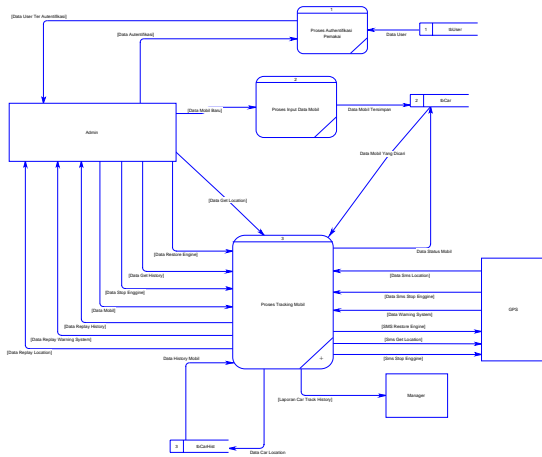 [Data User Ter Autentifikasi]
1
Proses Authentifikasi
Pemakai
Data User
1
tbUser
[Data Autentifikasi]
2
Proses Input Data Mobil
[Data Mobil Baru]
Data Mobil Tersimpan
2
tbCar
Admin
Data Mobil Yang Dicari
[Data Get Location]
3
Proses Tracking Mobil
+
Data Status Mobil
[Data Restore Engine]
[Data Get History]
[Data Stop Enggine]
[Data Mobil]
[Data Replay History]
[Data Replay Warning System]
[Data Replay Location]
[Data Sms Location]
[Data Sms Stop Enggine]
[Data Warning System]
[SMS Restore Engine]
[Sms Get Location]
[Sms Stop Enggine]
GPS
Data History Mobil
[Laporan Car Track History]
Manager
3
tbCarHist
Data Car Location